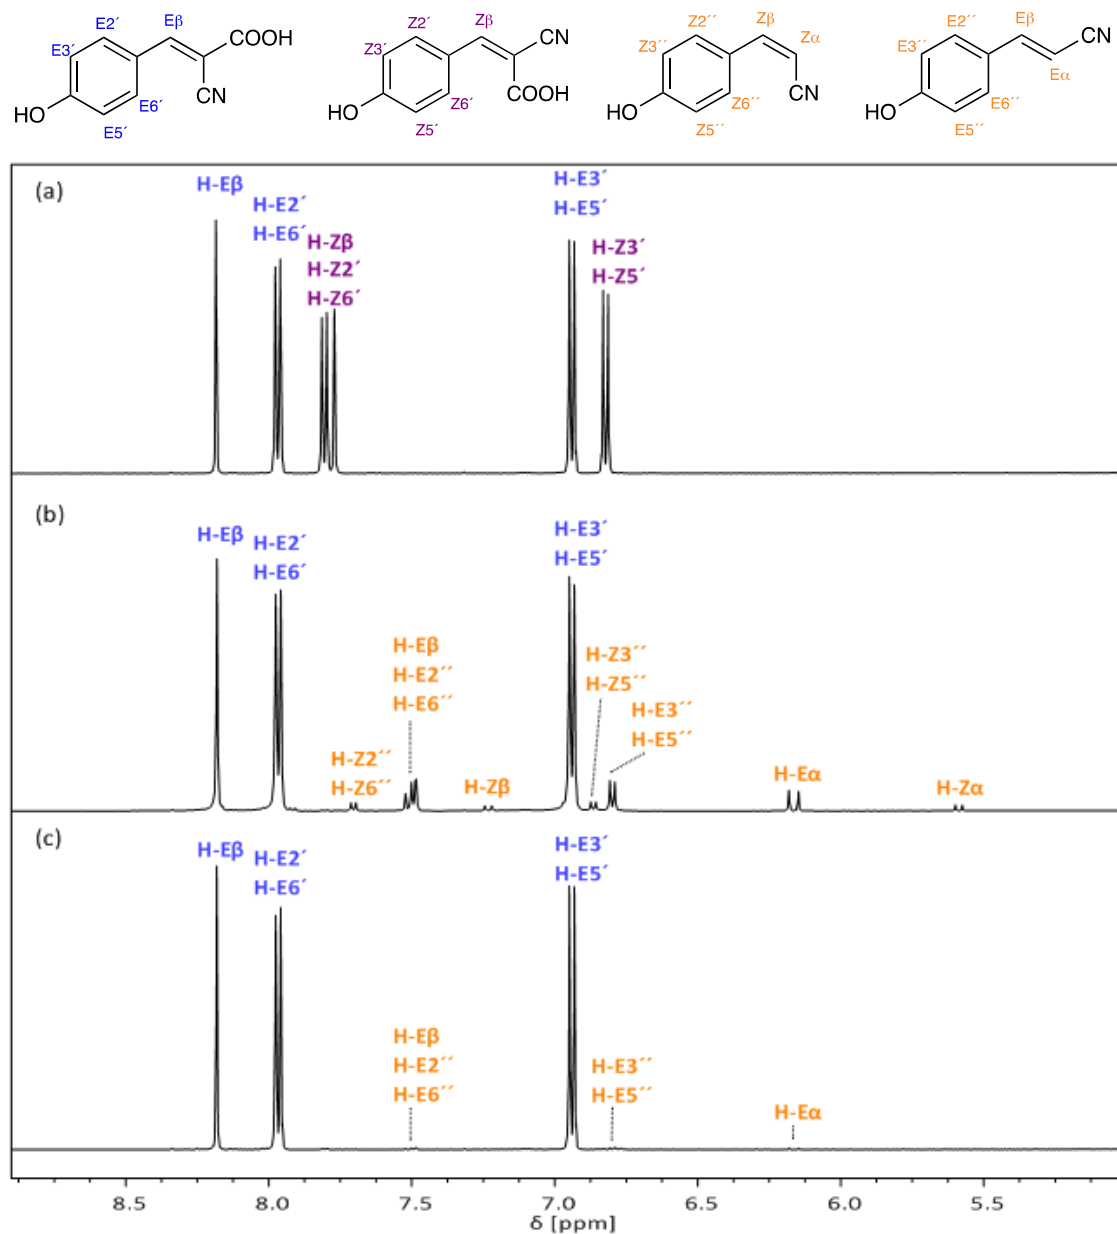 E2´ Eβ
E3´ COOH
CN
HO E6´
E5´
Z2´ Zβ
Z3´ CN
COOH
HO Z6´
Z5´
Z2´´ Zβ
Z3´´ Zα
CN
HO Z6´´
Z5´´
E2´´ Eβ
E3´´ CN
Eα
HO E6´´
E5´´
(a)
H-Eβ
H-E2´
H-E6´
H-Zβ
H-Z2´
H-Z6´
H-E3´
H-E5´
H-Z3´
H-Z5´
(b)
H-Eβ
H-E2´
H-E6´
H-Z2´´
H-Z6´´
H-Eβ
H-E2´´
H-E6´´
H-Zβ
H-E3´
H-E5´
H-Z3´´
H-Z5´´
H-E3´´
H-E5´´
H-Eα
H-Zα
(c)
H-Eβ
H-E2´
H-E6´
H-Eβ
H-E2´´
H-E6´´
H-E3´
H-E5´
H-E3´´
H-E5´´
H-Eα
8.5 8.0 7.5 7.0 6.5 6.0 5.5
δ [ppm]